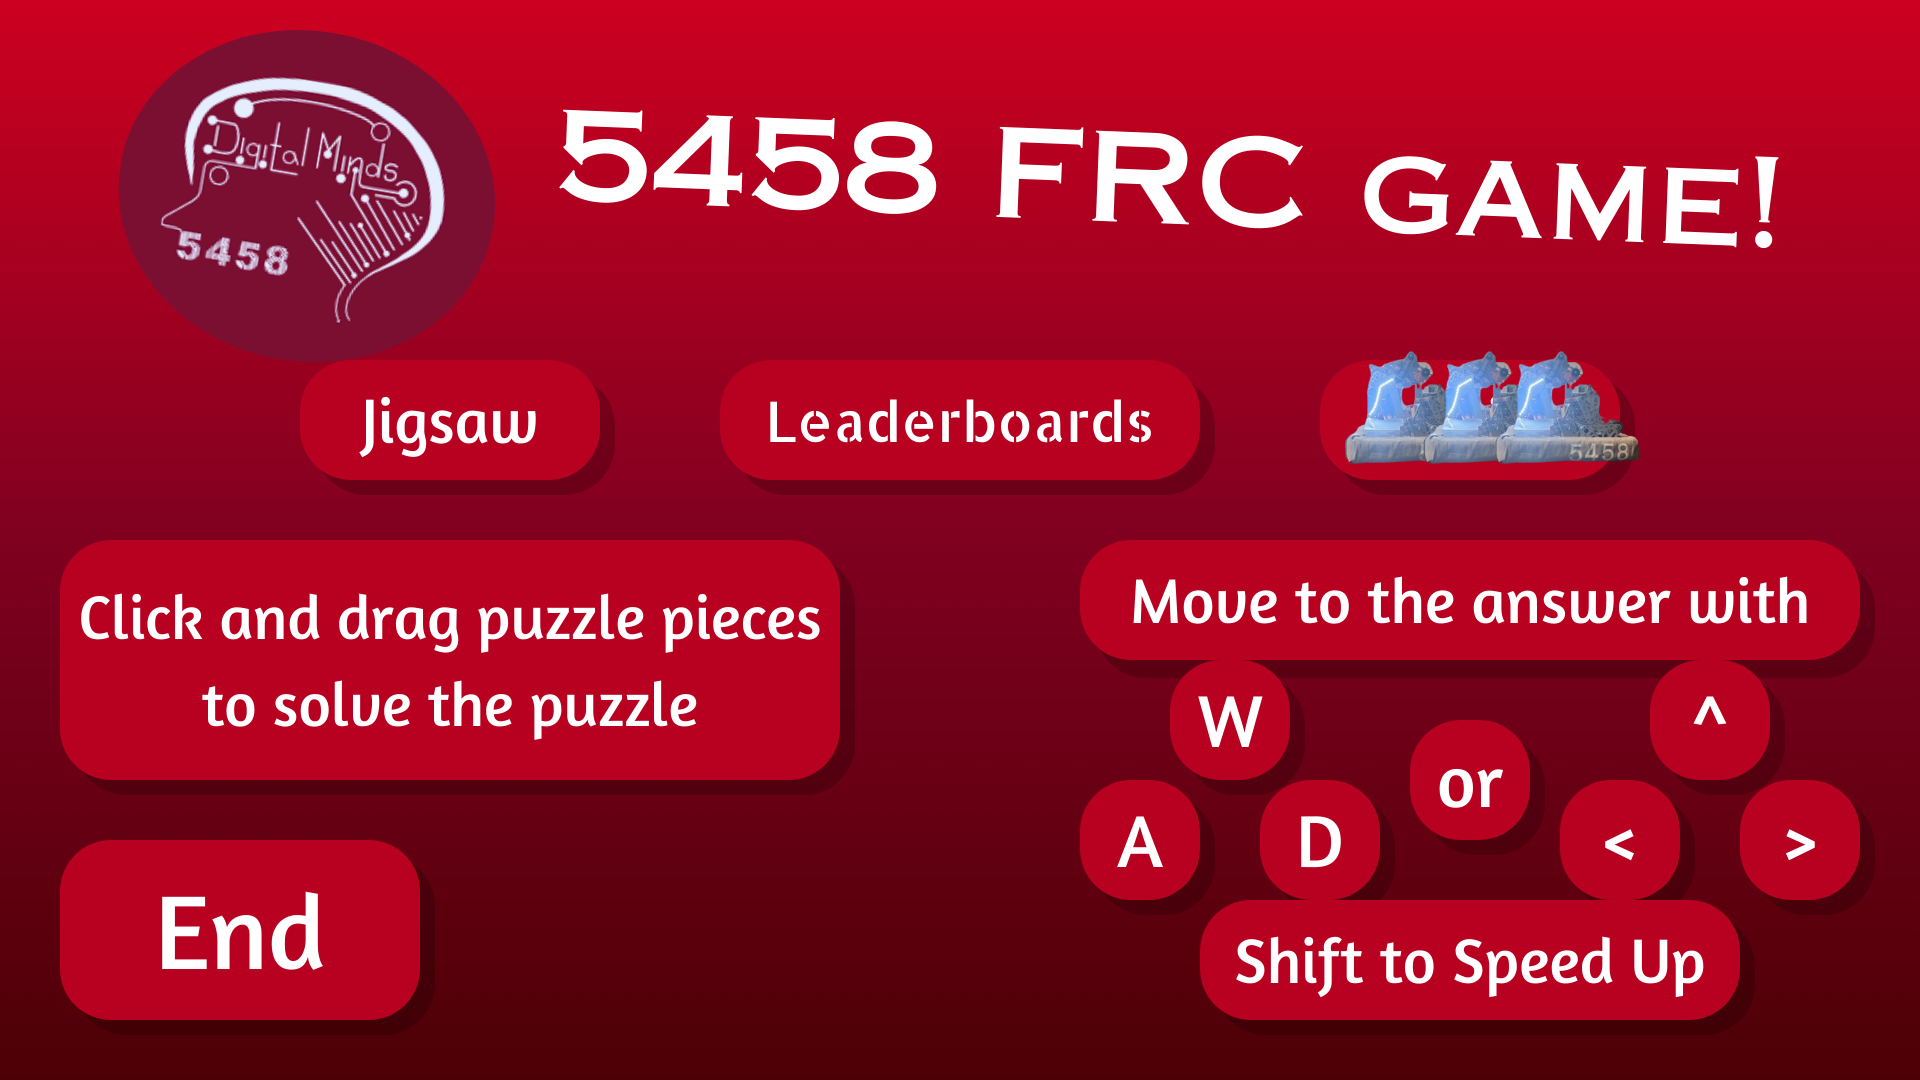 Digital Minds
5458
5458 FRC GAME!
Jigsaw
Leaderboards
5458
Click and drag puzzle pieces
to solve the puzzle
Move to the answer with
W
^
or
A
D
<
>
End
Shift to Speed Up